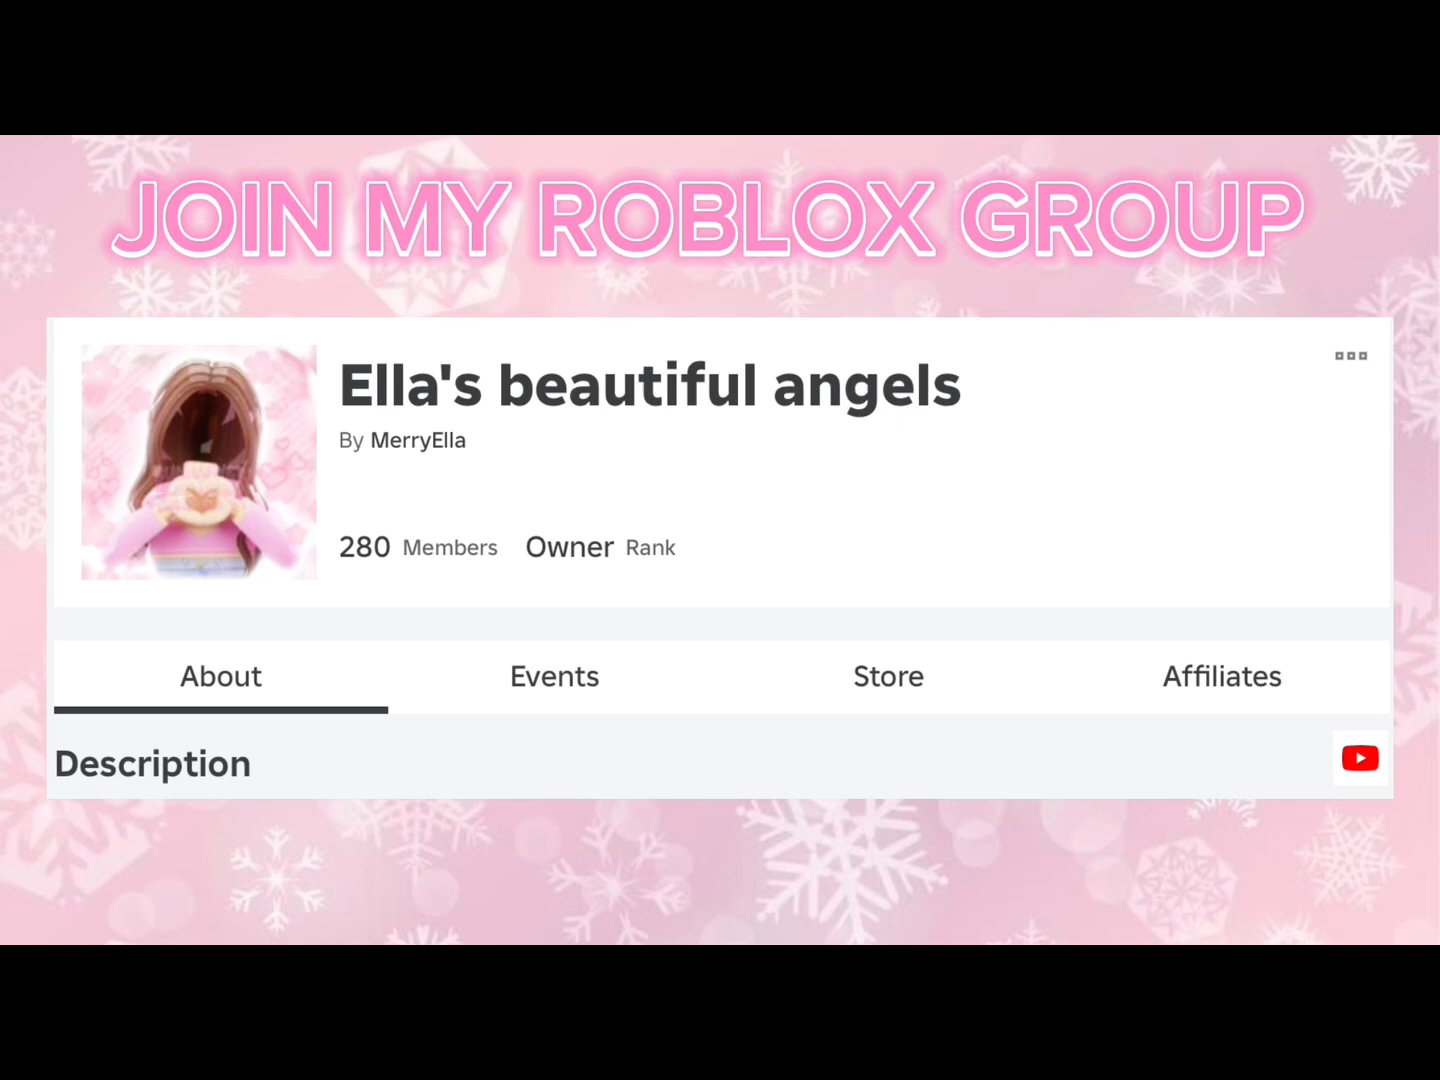 JOIN MY ROBLOX GROUP
Ella's beautiful angels
By MerryElla
280 Members Owner Rank
About Events Store Affiliates
Description